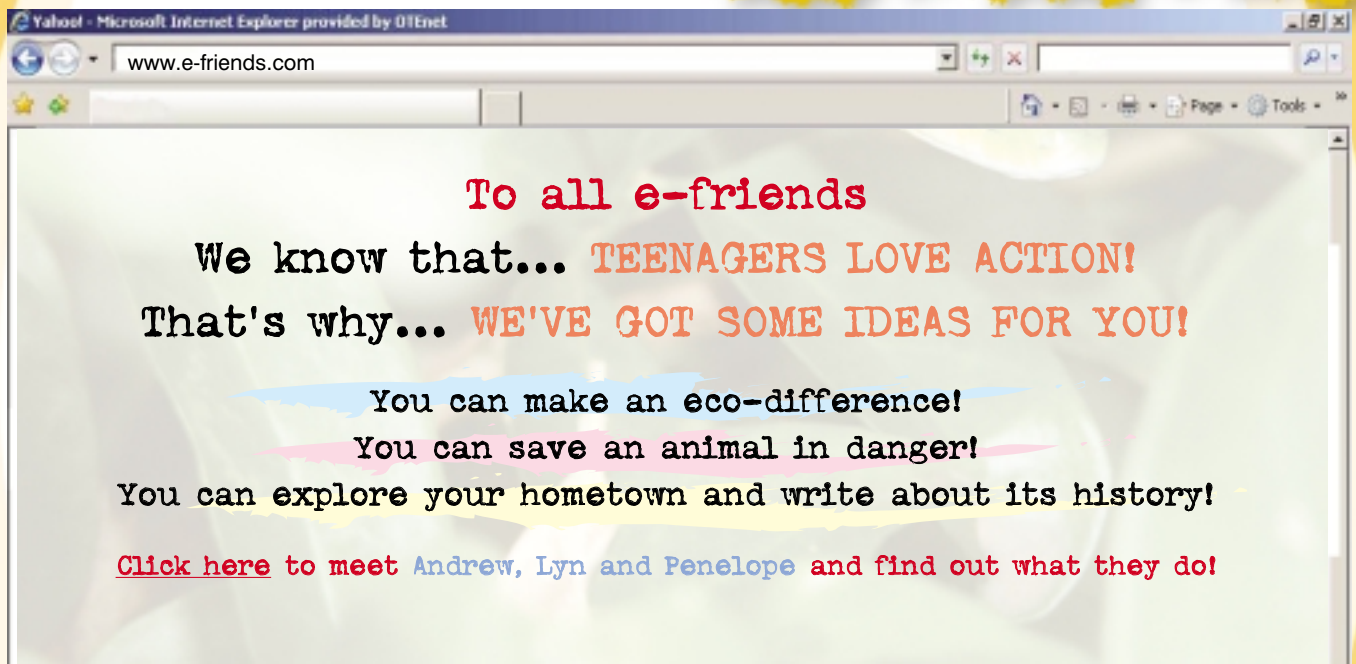 Yahoo! - Microsoft Internet Explorer provided by OTEnet
www.e-friends.com
Page Tools
To all e-friends
We know that... TEENAGERS LOVE ACTION!
That's why... WE'VE GOT SOME IDEAS FOR YOU!
You can make an eco-difference!
You can save an animal in danger!
You can explore your hometown and write about its history!
Click here to meet Andrew, Lyn and Penelope and find out what they do!